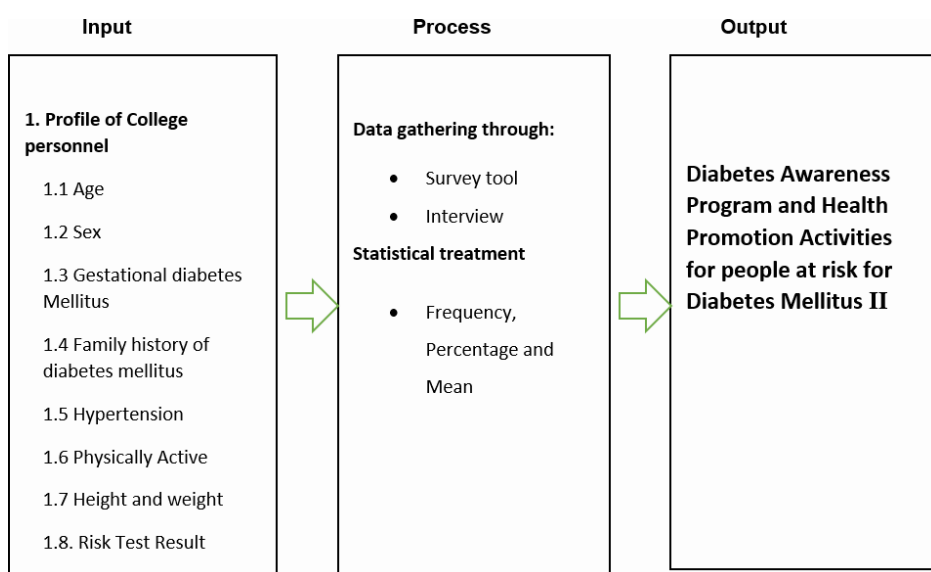 Input
Process
Output
1. Profile of College
personnel
1.1 Age
1.2 Sex
1.3 Gestational diabetes
Mellitus
1.4 Family history of
diabetes mellitus
1.5 Hypertension
1.6 Physically Active
1.7 Height and weight
1.8. Risk Test Result
Data gathering through:
• Survey tool
• Interview
Statistical treatment
• Frequency,
Percentage and
Mean
Diabetes Awareness
Program and Health
Promotion Activities
for people at risk for
Diabetes Mellitus II